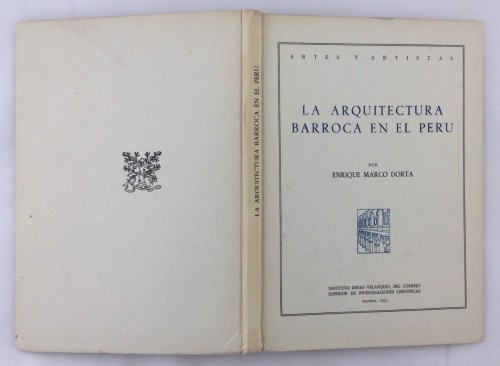 LA ARQUITECTURA BARROCA EN EL PERU
ARTES Y ARTISTAS
LA ARQUITECTURA
BARROCA EN EL PERU
POR
ENRIQUE MARCO DORTA
INSTITUTO DIEGO VELAZQUEZ, DEL CONSEJO
SUPERIOR DE INVESTIGACIONES CIENTIFICAS
MADRID, 1957